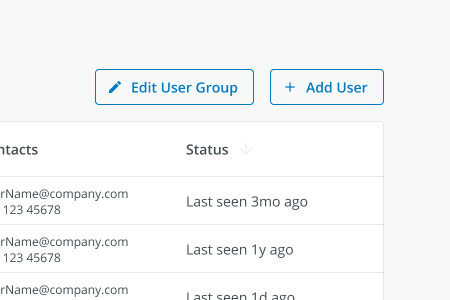 Edit User Group
+ Add User
ntacts Status
rName@company.com
123 45678
Last seen 3mo ago
rName@company.com
123 45678
Last seen 1y ago
rName@company.com
Last seen 1d ago